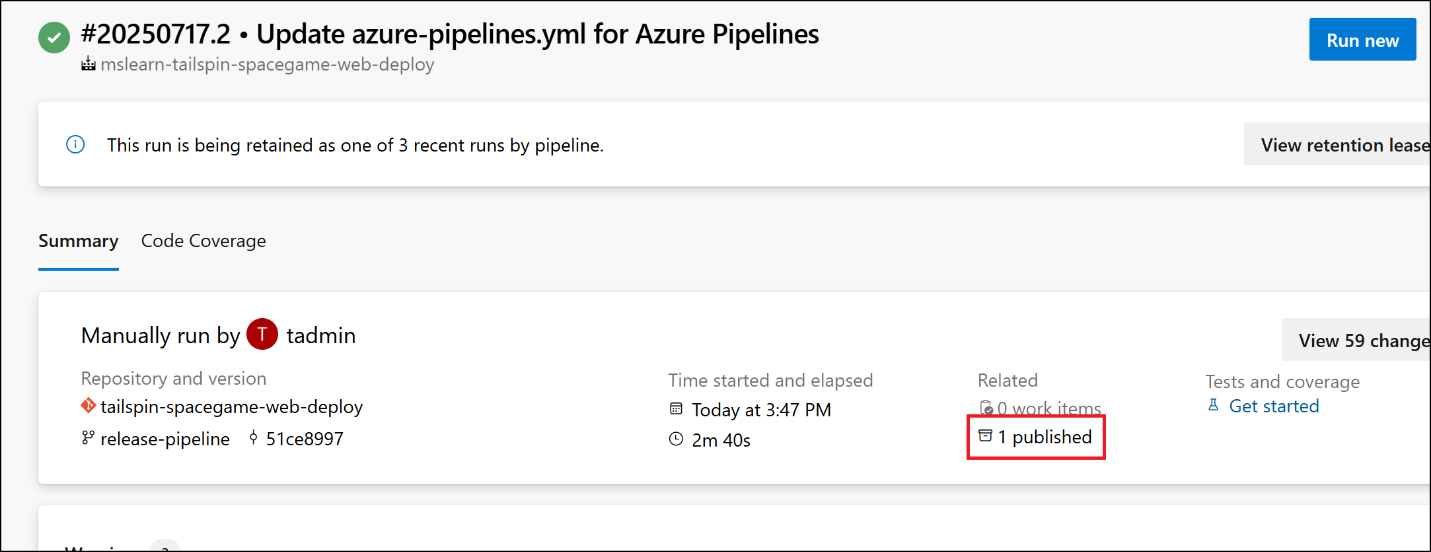 #20250717.2 • Update azure-pipelines.yml for Azure Pipelines
Run new
mslearn-tailspin-spacegame-web-deploy
This run is being retained as one of 3 recent runs by pipeline.
View retention lease
Summary
Code Coverage
Manually run by T tadmin
View 59 change
Repository and version
tailspin-spacegame-web-deploy
release-pipeline 51ce8997
Time started and elapsed
Today at 3:47 PM
2m 40s
Related
0 work items
1 published
Tests and coverage
Get started